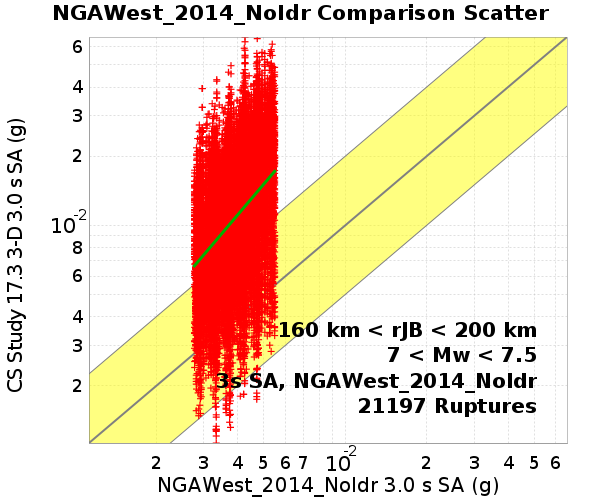 NGAWest_2014_NoIdr Comparison Scatter
CS Study 17.3 3-D 3.0 s SA (g)
6
4
3
2
10-2
8
6
4
3
2
160 km < rJB < 200 km
7 < Mw < 7.5
3s SA, NGAWest_2014_NoIdr
21197 Ruptures
2 3 4 5 6 7 10-2 2 3 4 5 6
NGAWest_2014_NoIdr 3.0 s SA (g)